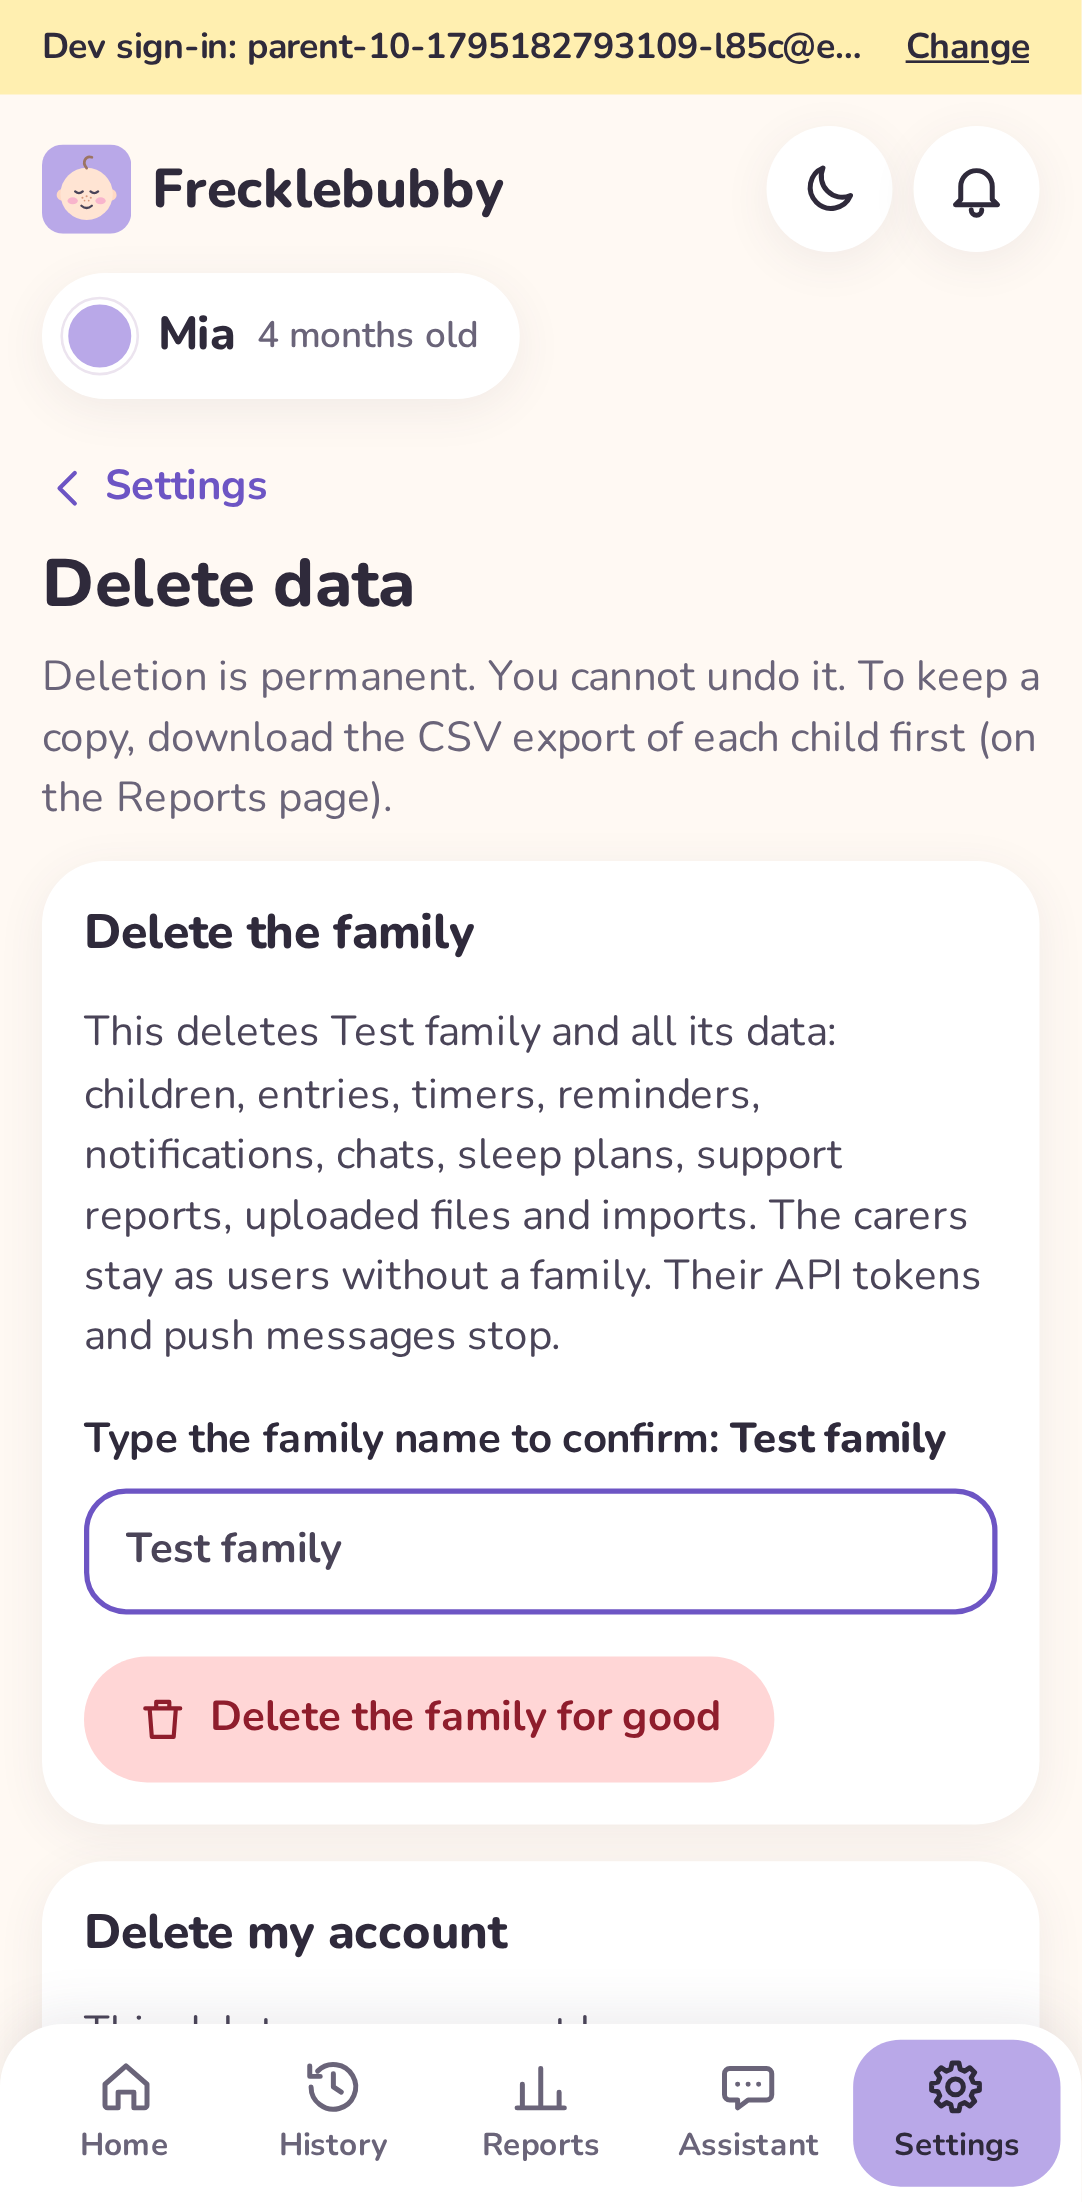 Dev sign-in: parent-10-1795182793109-l85c@e... Change
Frecklebubby
Mia 4 months old
Settings
Delete data
Deletion is permanent. You cannot undo it. To keep a
copy, download the CSV export of each child first (on
the Reports page).
Delete the family
This deletes Test family and all its data:
children, entries, timers, reminders,
notifications, chats, sleep plans, support
reports, uploaded files and imports. The carers
stay as users without a family. Their API tokens
and push messages stop.
Type the family name to confirm: Test family
Test family
Delete the family for good
Delete my account
Home History Reports Assistant Settings